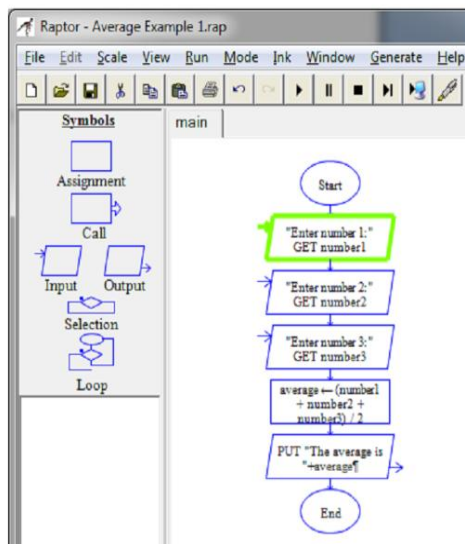 Raptor - Average Example 1.rap
File Edit Scale View Run Mode Ink Window Generate Help
Symbols
Assignment
Call
Input Output
Selection
Loop
main
Start
"Enter number 1:"
GET number1
"Enter number 2:"
GET number2
"Enter number 3:"
GET number3
average ← (number1
+ number2 +
number3) / 2
PUT "The average is
"+average¶
End